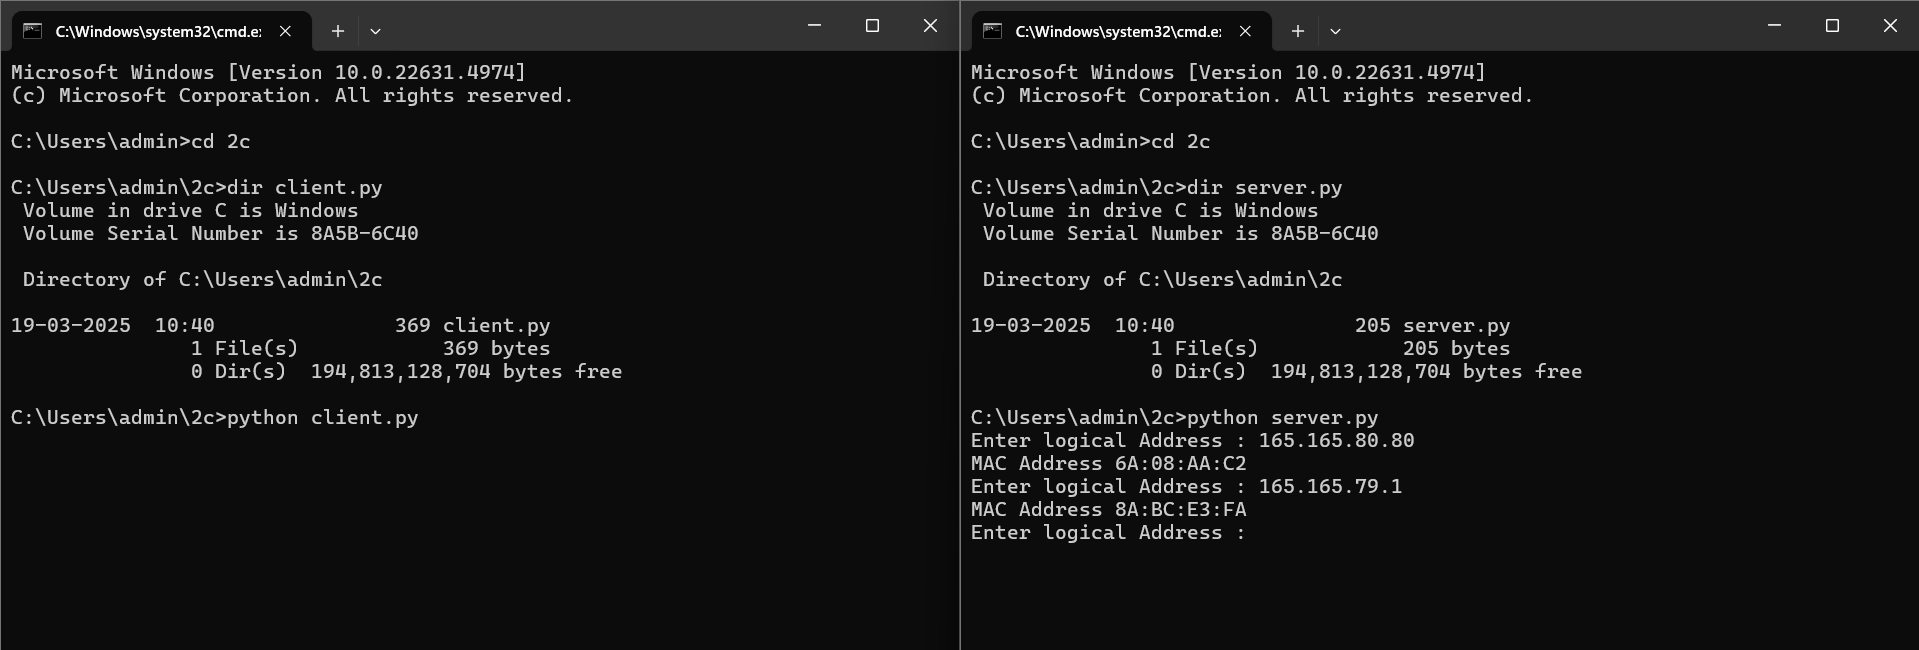 C:\Windows\system32\cmd.e
Microsoft Windows [Version 10.0.22631.4974]
(c) Microsoft Corporation. All rights reserved.
C:\Users\admin>cd 2c
C:\Users\admin\2c>dir client.py
 Volume in drive C is Windows
 Volume Serial Number is 8A5B-6C40
 Directory of C:\Users\admin\2c
19-03-2025  10:40               369 client.py
               1 File(s)            369 bytes
               0 Dir(s)  194,813,128,704 bytes free
C:\Users\admin\2c>python client.py
C:\Windows\system32\cmd.e
Microsoft Windows [Version 10.0.22631.4974]
(c) Microsoft Corporation. All rights reserved.
C:\Users\admin>cd 2c
C:\Users\admin\2c>dir server.py
 Volume in drive C is Windows
 Volume Serial Number is 8A5B-6C40
 Directory of C:\Users\admin\2c
19-03-2025  10:40               205 server.py
               1 File(s)            205 bytes
               0 Dir(s)  194,813,128,704 bytes free
C:\Users\admin\2c>python server.py
Enter logical Address : 165.165.80.80
MAC Address 6A:08:AA:C2
Enter logical Address : 165.165.79.1
MAC Address 8A:BC:E3:FA
Enter logical Address :